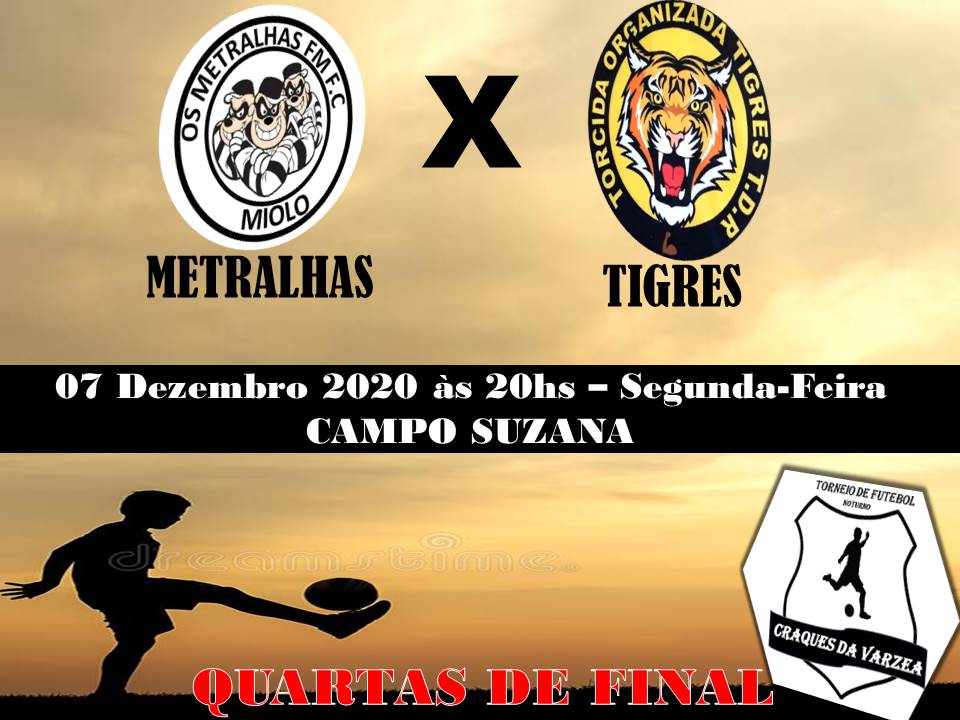 OS METRALHAS FM F.C
MIOLO
X
TORCIDA ORGANIZADA TIGRES T.D.R
METRALHAS
TIGRES
07 Dezembro 2020 às 20hs – Segunda-Feira
CAMPO SUZANA
dreamstime
TORNEIO DE FUTEBOL
NOTURNO
CRAQUES DA VARZEA
QUARTAS DE FINAL